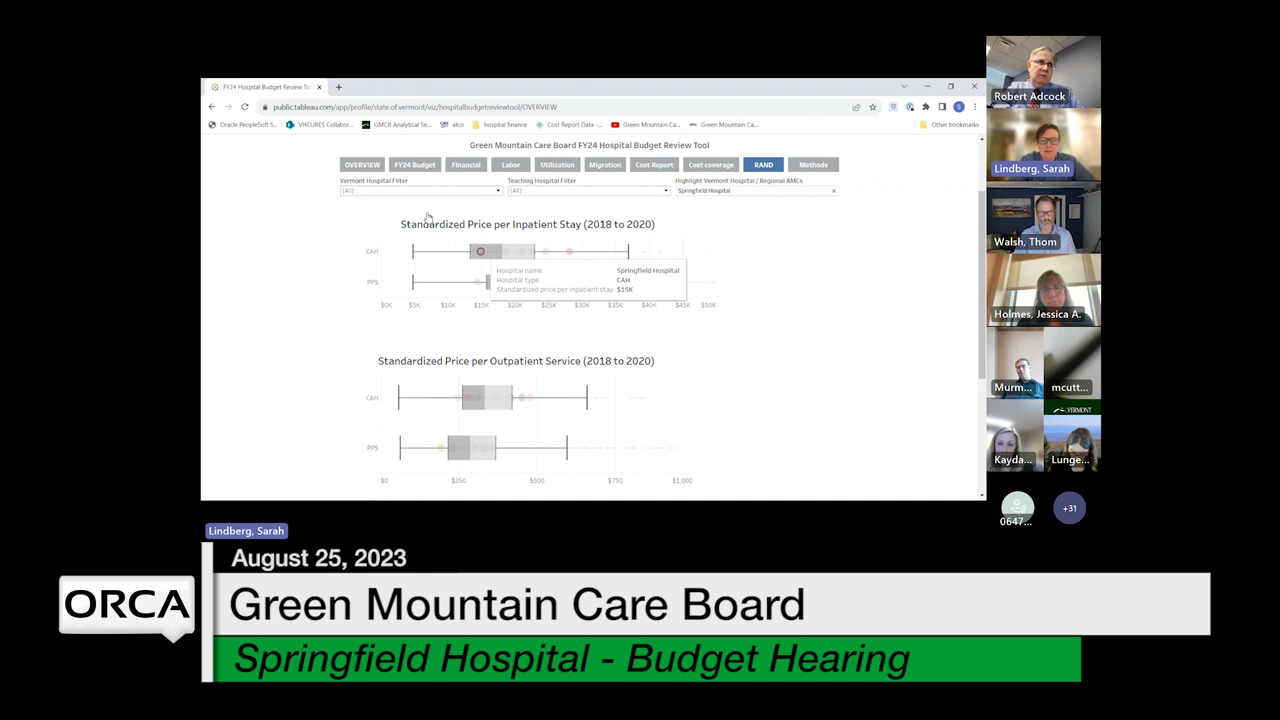 FY24 Hospital Budget Review To
public.tableau.com/app/profile/state.of.vermont/viz/hospitalbudgetreviewtool/OVERVIEW
Oracle PeopleSoft S... VHCURES Collabor... GMCB Analytical Se... alco hospital finance Cost Report Data -... Green Mountain Ca... Green Mountain Ca... Other bookmarks
Green Mountain Care Board FY24 Hospital Budget Review Tool
OVERVIEW FY24 Budget Financial Labor Utilization Migration Cost Report Cost coverage RAND Methods
Vermont Hospital Filter Teaching Hospital Filter Highlight Vermont Hospital / Regional AMCs
(All) (All) Springfield Hospital
Standardized Price per Inpatient Stay (2018 to 2020)
CAH
Hospital name: Springfield Hospital
Hospital type: CAH
Standardized price per inpatient stay: $15K
PPS
$0K $5K $10K $15K $20K $25K $30K $35K $40K $45K $50K
Standardized Price per Outpatient Service (2018 to 2020)
CAH
PPS
$0 $250 $500 $750 $1,000
Robert Adcock
Lindberg, Sarah
Walsh, Thom
Holmes, Jessica A.
Murm... mcutt...
VERMONT
Kayda... Lunge...
0647... +31
Lindberg, Sarah
August 25, 2023
ORCA
Green Mountain Care Board
Springfield Hospital - Budget Hearing